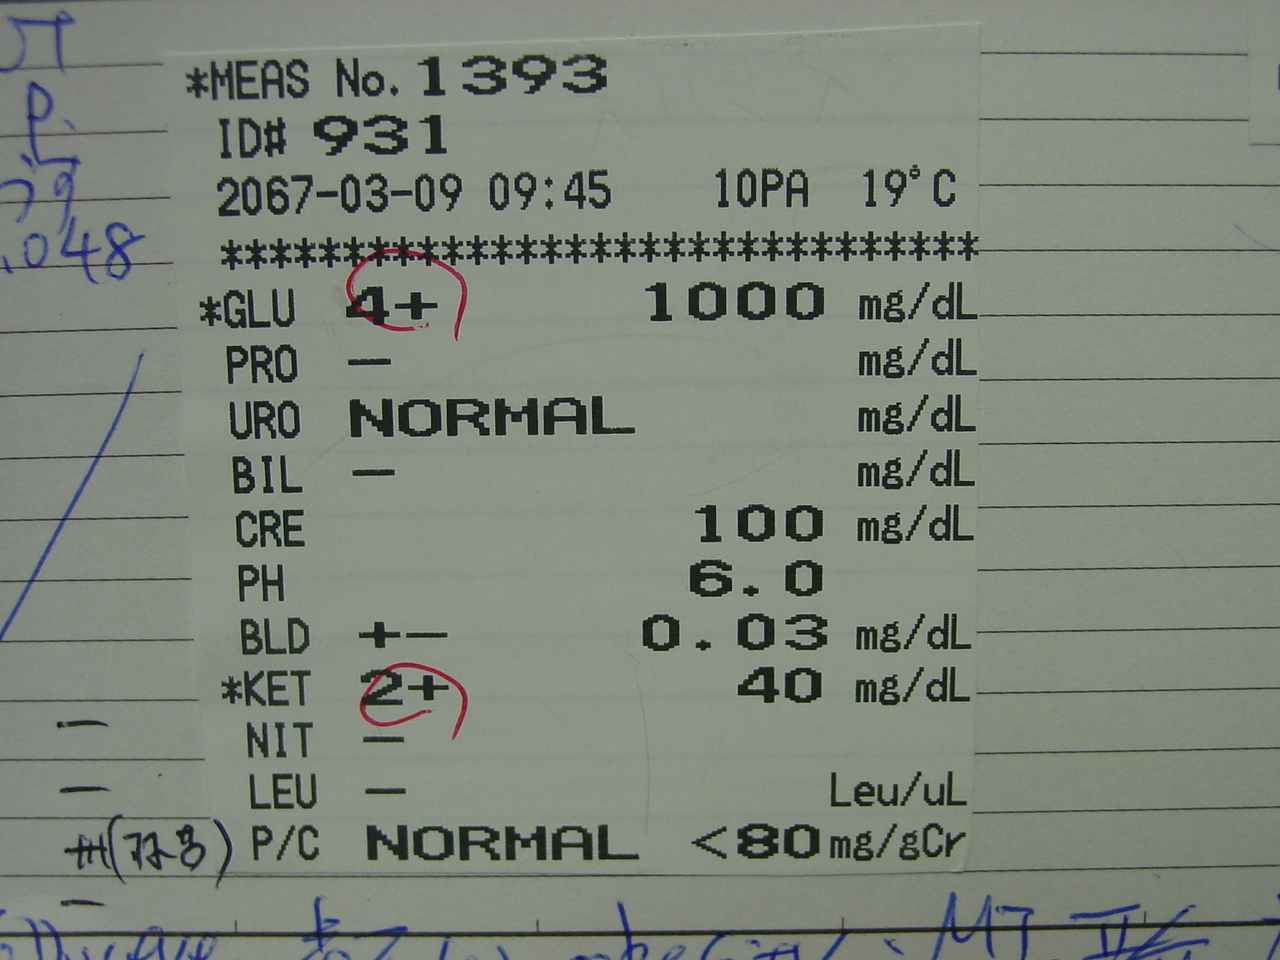 P.
.048
*MEAS No. 1393
ID# 931
2067-03-09 09:45 10PA 19°C
*******************************
*GLU 4+ 1000 mg/dL
PRO – mg/dL
URO NORMAL mg/dL
BIL – mg/dL
CRE 100 mg/dL
PH 6.0
BLD +– 0.03 mg/dL
*KET 2+ 40 mg/dL
–
NIT –
–
LEU – Leu/uL
(723)
P/C NORMAL <80 mg/gCr
–